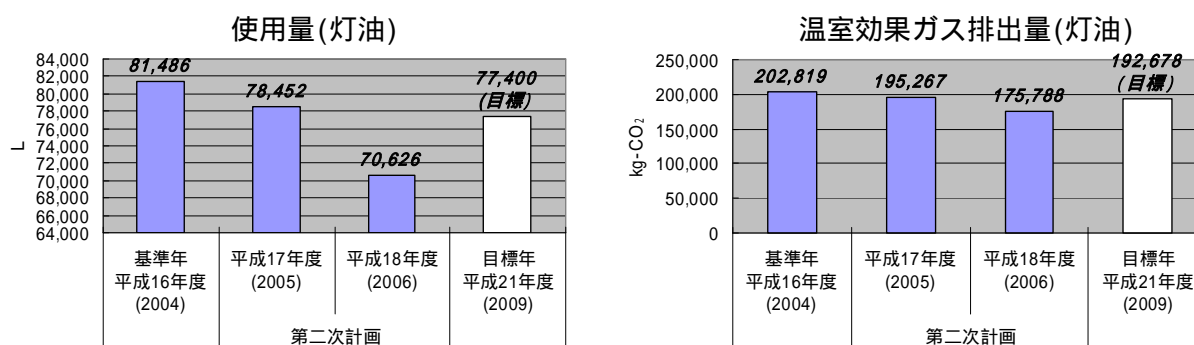 使用量(灯油)
84,000
82,000
80,000
78,000
76,000
74,000
72,000
70,000
68,000
66,000
64,000
L
81,486
78,452
70,626
77,400
(目標)
基準年
平成16年度
(2004)
平成17年度
(2005)
平成18年度
(2006)
目標年
平成21年度
(2009)
第二次計画
温室効果ガス排出量(灯油)
250,000
200,000
150,000
100,000
50,000
0
kg-CO₂
202,819
195,267
175,788
192,678
(目標)
基準年
平成16年度
(2004)
平成17年度
(2005)
平成18年度
(2006)
目標年
平成21年度
(2009)
第二次計画